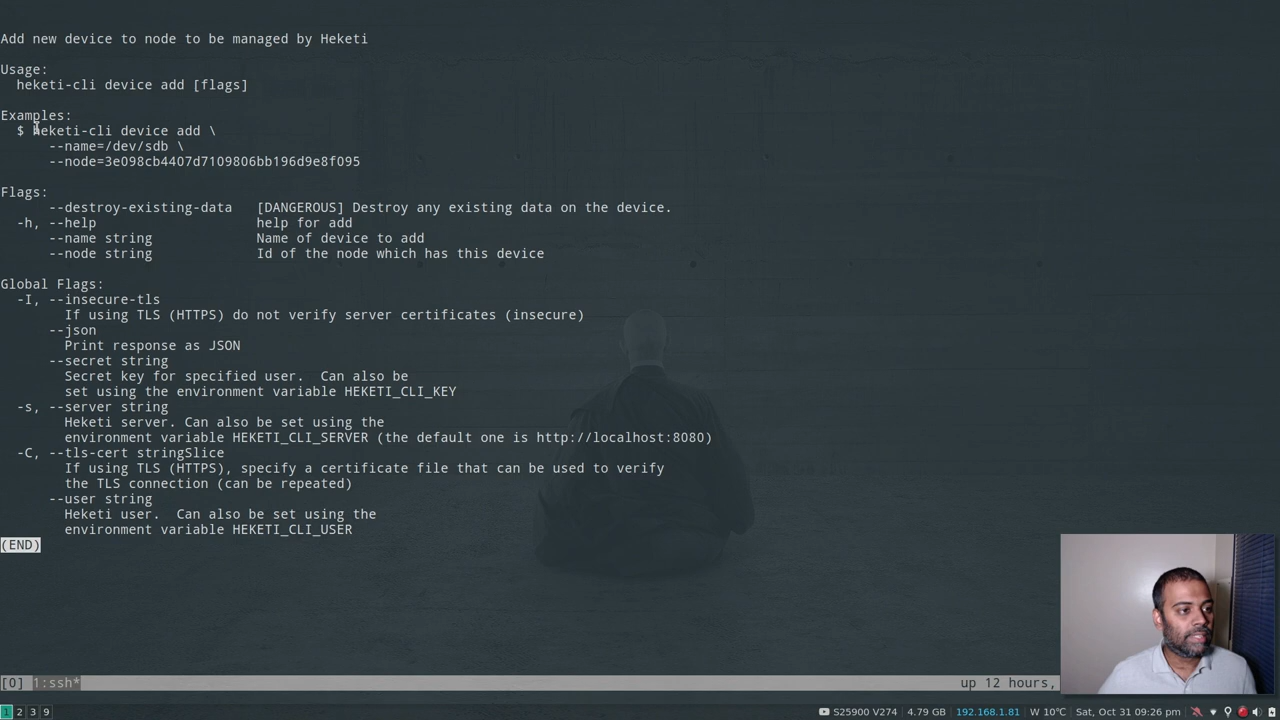 Add new device to node to be managed by Heketi
Usage:
heketi-cli device add [flags]
Examples:
$ heketi-cli device add \
--name=/dev/sdb \
--node=3e098cb4407d7109806bb196d9e8f095
Flags:
--destroy-existing-data [DANGEROUS] Destroy any existing data on the device.
-h, --help help for add
--name string Name of device to add
--node string Id of the node which has this device
Global Flags:
-I, --insecure-tls
If using TLS (HTTPS) do not verify server certificates (insecure)
--json
Print response as JSON
--secret string
Secret key for specified user. Can also be
set using the environment variable HEKETI_CLI_KEY
-s, --server string
Heketi server. Can also be set using the
environment variable HEKETI_CLI_SERVER (the default one is http://localhost:8080)
-C, --tls-cert stringSlice
If using TLS (HTTPS), specify a certificate file that can be used to verify
the TLS connection (can be repeated)
--user string
Heketi user. Can also be set using the
environment variable HEKETI_CLI_USER
(END)
[0] 1:ssh* up 12 hours,
1 2 3 9 S25900 V274 | 4.79 GB | 192.168.1.81 | W 10°C | Sat, Oct 31 09:26 pm